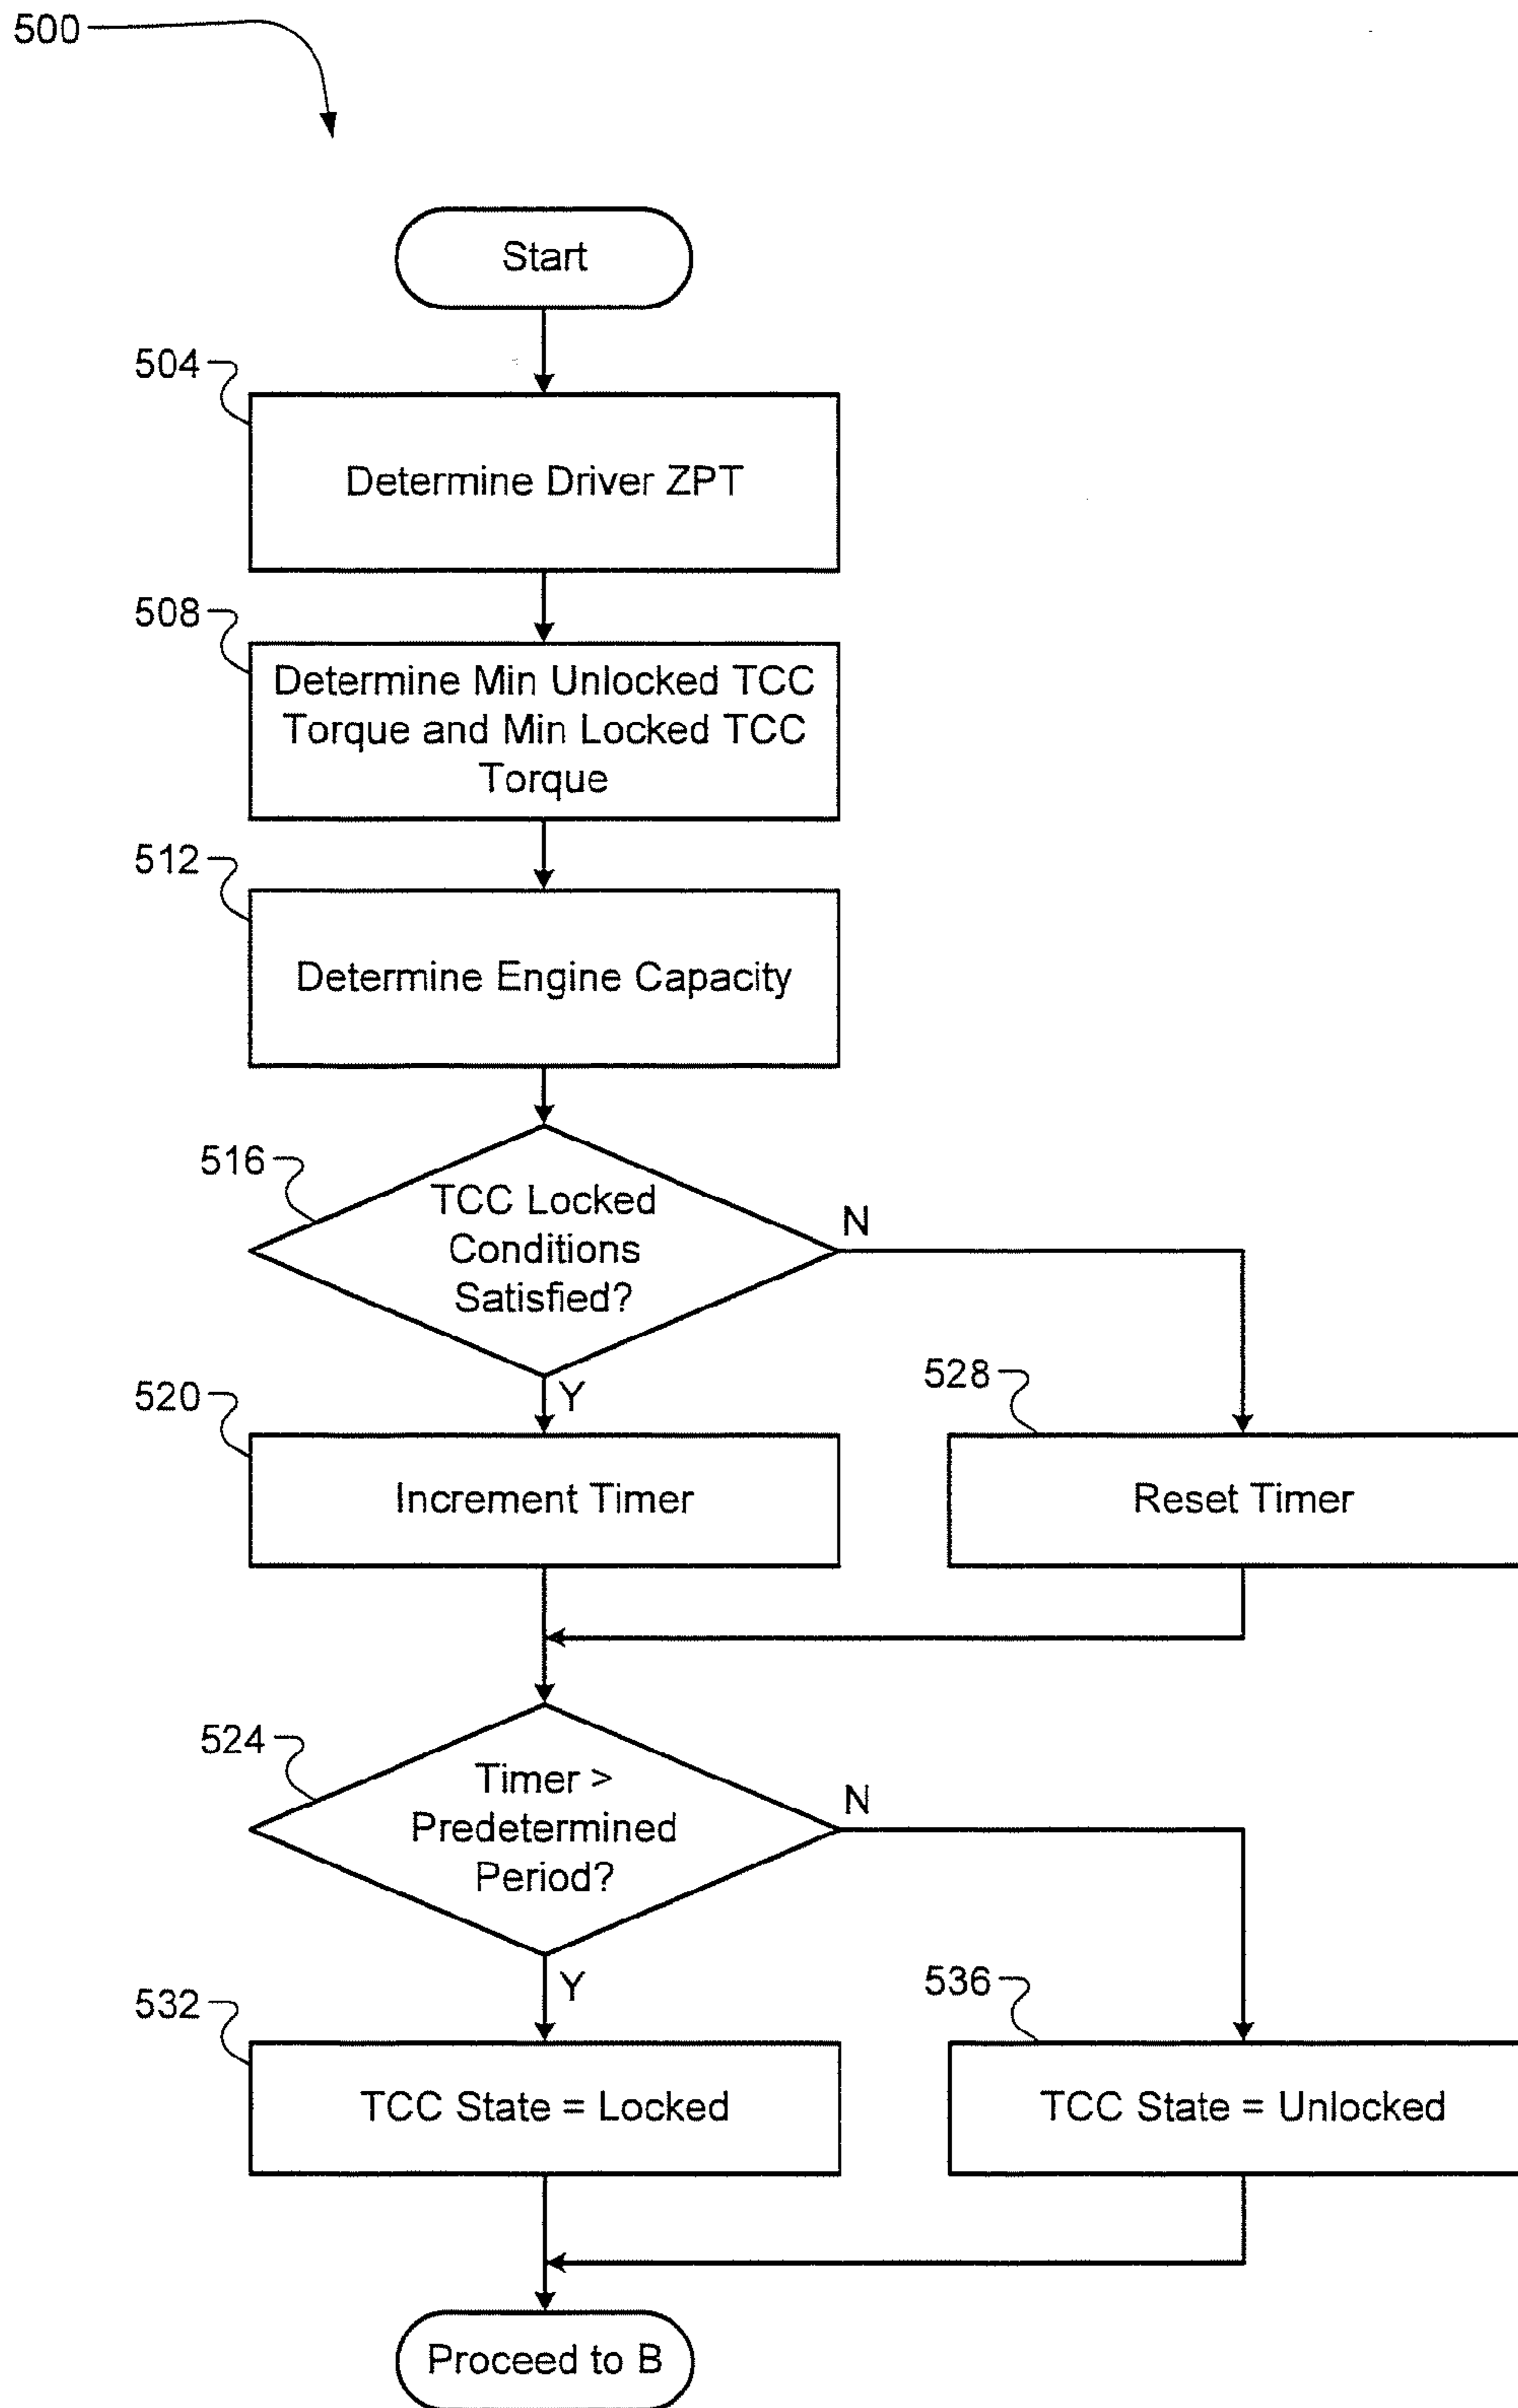 500
Start
504
Determine Driver ZPT
508
Determine Min Unlocked TCC
Torque and Min Locked TCC
Torque
512
Determine Engine Capacity
516
TCC Locked
Conditions
Satisfied?
N
Y
520
Increment Timer
528
Reset Timer
524
Timer >
Predetermined
Period?
N
Y
532
TCC State = Locked
536
TCC State = Unlocked
Proceed to B